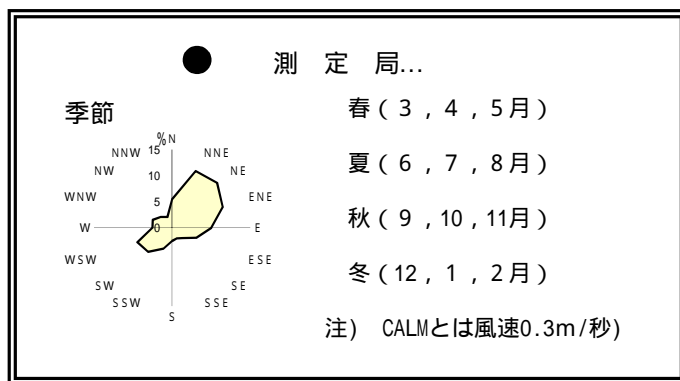 ● 測 定 局…
季節
春（3，4，5月）
夏（6，7，8月）
秋（9，10，11月）
冬（12，1，2月）
注） CALMとは風速0.3m/秒)
%
N
15
NNW
NNE
10
NW
NE
5
WNW
ENE
W
0
E
WSW
ESE
SW
SE
SSW
SSE
S